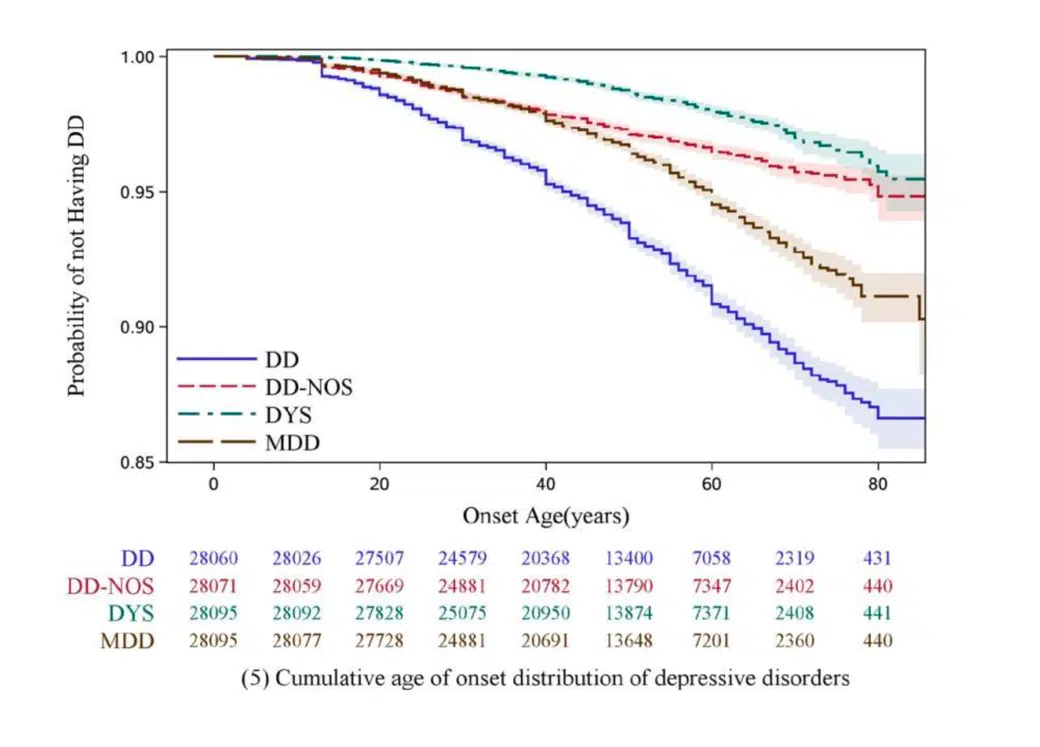 1.00
0.95
0.90
0.85
Probability of not Having DD
DD
DD-NOS
DYS
MDD
0 20 40 60 80
Onset Age(years)
DD 28060 28026 27507 24579 20368 13400 7058 2319 431
DD-NOS 28071 28059 27669 24881 20782 13790 7347 2402 440
DYS 28095 28092 27828 25075 20950 13874 7371 2408 441
MDD 28095 28077 27728 24881 20691 13648 7201 2360 440
(5) Cumulative age of onset distribution of depressive disorders